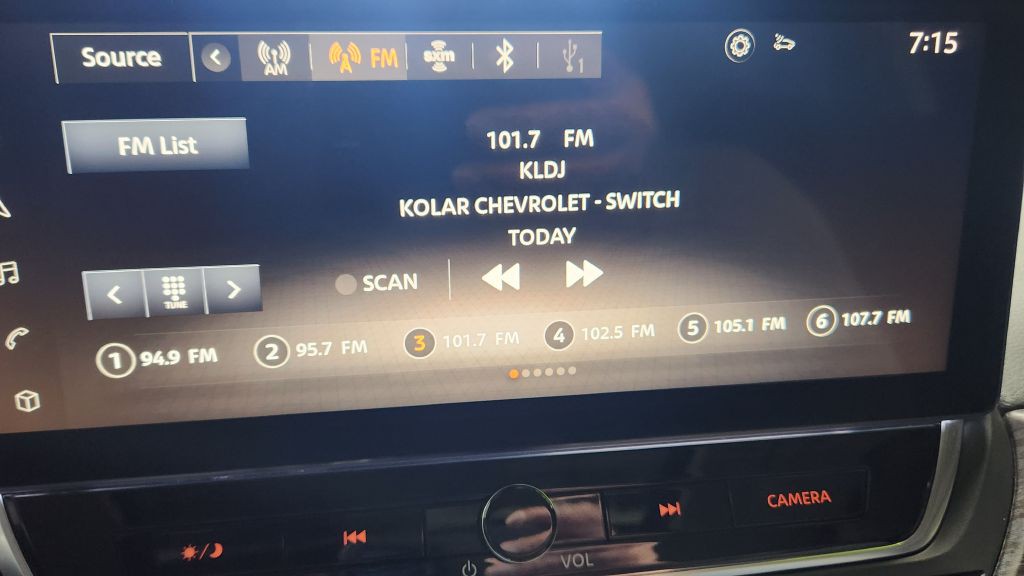 Source
AM
FM
sxm
1
7:15
FM List
101.7 FM
KLDJ
KOLAR CHEVROLET - SWITCH
TODAY
TUNE
SCAN
1 94.9 FM
2 95.7 FM
3 101.7 FM
4 102.5 FM
5 105.1 FM
6 107.7 FM
CAMERA
VOL